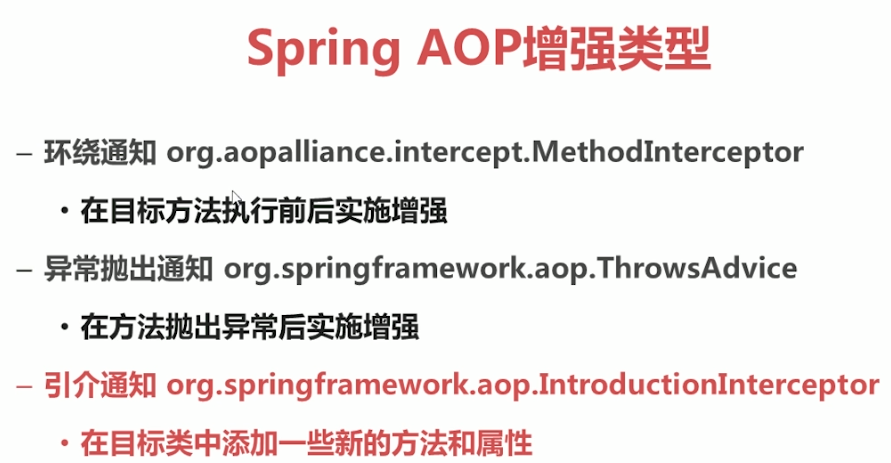 Spring AOP增强类型
– 环绕通知 org.aopalliance.intercept.MethodInterceptor
• 在目标方法执行前后实施增强
– 异常抛出通知 org.springframework.aop.ThrowsAdvice
• 在方法抛出异常后实施增强
– 引介通知 org.springframework.aop.IntroductionInterceptor
• 在目标类中添加一些新的方法和属性